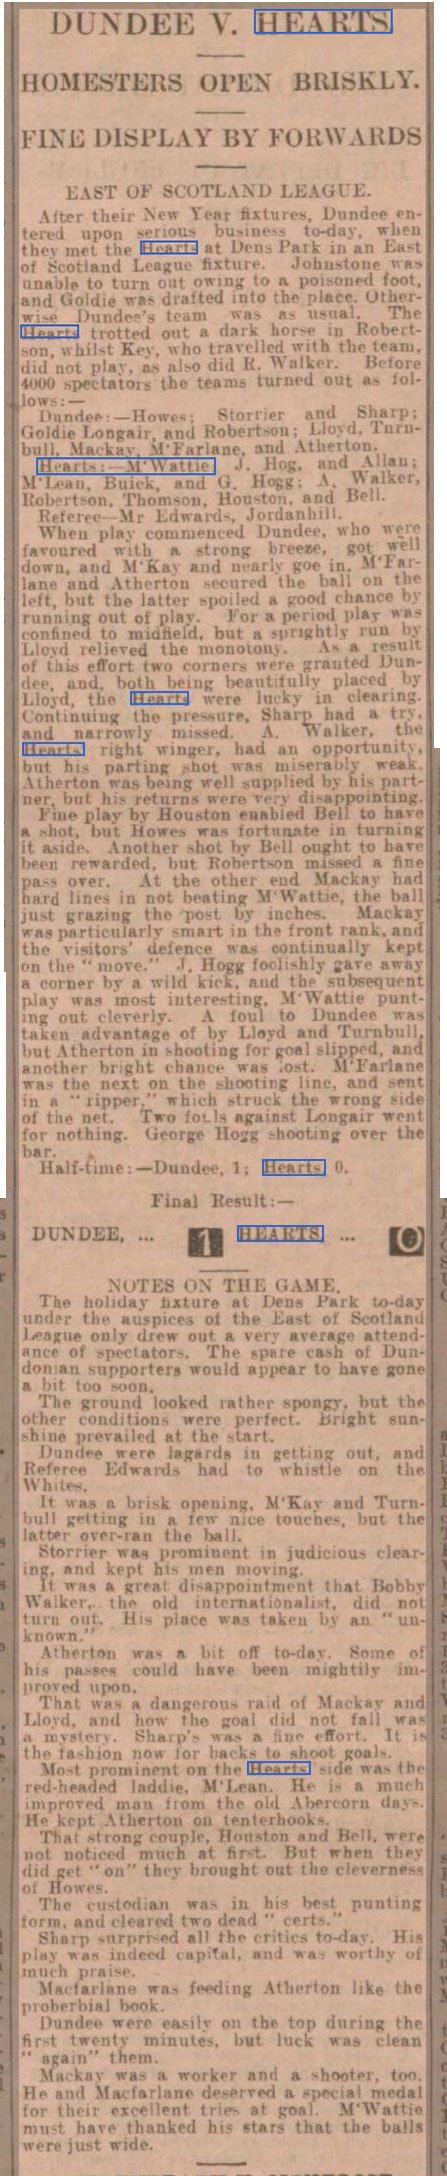 DUNDEE V. HEARTS
HOMESTERS OPEN BRISKLY.
FINE DISPLAY BY FORWARDS
EAST OF SCOTLAND LEAGUE.
After their New Year fixtures, Dundee en-
tered upon serious business to-day, when
they met the Hearts at Dens Park in an East
of Scotland League fixture. Johnstone was
unable to turn out owing to a poisoned foot,
and Goldie was drafted into the place. Other-
wise Dundee's team was as usual. The
Hearts trotted out a dark horse in Robert-
son, whilst Key, who travelled with the team,
did not play, as also did R. Walker. Before
4000 spectators the teams turned out as fol-
lows:—
Dundee:—Howes; Storrier and Sharp;
Goldie Longair, and Robertson; Lloyd, Turn-
bull, Mackay, M'Farlane, and Atherton.
Hearts:—M'Wattie; J. Hog, and Allan;
M'Lean, Buick, and G. Hogg; A. Walker,
Robertson, Thomson, Houston, and Bell.
Referee—Mr Edwards, Jordanhill.
When play commenced Dundee, who were
favoured with a strong breeze, got well
down, and M'Kay and nearly goe in. M'Far-
lane and Atherton secured the ball on the
left, but the latter spoiled a good chance by
running out of play. For a period play was
confined to midfield, but a sprightly run by
Lloyd relieved the monotony. As a result
of this effort two corners were granted Dun-
dee, and, both being beautifully placed by
Lloyd, the Hearts were lucky in clearing.
Continuing the pressure, Sharp had a try,
and narrowly missed. A. Walker, the
Hearts right winger, had an opportunity,
but his parting shot was miserably weak.
Atherton was being well supplied by his part-
ner, but his returns were very disappointing.
Fine play by Houston enabled Bell to have
a shot, but Howes was fortunate in turning
it aside. Another shot by Bell ought to have
been rewarded, but Robertson missed a fine
pass over. At the other end Mackay had
hard lines in not beating M'Wattie, the ball
just grazing the post by inches. Mackay
was particularly smart in the front rank, and
the visitors' defence was continually kept
on the "move." J. Hogg foolishly gave away
a corner by a wild kick, and the subsequent
play was most interesting, M'Wattie punt-
ing out cleverly. A foul to Dundee was
taken advantage of by Lloyd and Turnbull,
but Atherton in shooting for goal slipped, and
another bright chance was lost. M'Farlane
was the next on the shooting line, and sent
in a "ripper," which struck the wrong side
of the net. Two fouls against Longair went
for nothing. George Hogg shooting over the
bar.
Half-time:—Dundee, 1; Hearts, 0.
Final Result:—
DUNDEE, ... 1 HEARTS, ... 0
NOTES ON THE GAME.
The holiday fixture at Dens Park to-day
under the auspices of the East of Scotland
League only drew out a very average attend-
ance of spectators. The spare cash of Dun-
donian supporters would appear to have gone
a bit too soon.
The ground looked rather spongy, but the
other conditions were perfect. Bright sun-
shine prevailed at the start.
Dundee were lagards in getting out, and
Referee Edwards had to whistle on the
Whites.
It was a brisk opening, M'Kay and Turn-
bull getting in a few nice touches, but the
latter over-ran the ball.
Storrier was prominent in judicious clear-
ing, and kept his men moving.
It was a great disappointment that Bobby
Walker, the old internationalist, did not
turn out. His place was taken by an "un-
known."
Atherton was a bit off to-day. Some of
his passes could have been mightily im-
proved upon.
That was a dangerous raid of Mackay and
Lloyd, and how the goal did not fall was
a mystery. Sharp's was a fine effort. It is
the fashion now for backs to shoot goals.
Most prominent on the Hearts' side was the
red-headed laddie, M'Lean. He is a much
improved man from the old Abercorn days.
He kept Atherton on tenterhooks.
That strong couple, Houston and Bell, were
not noticed much at first. But when they
did get "on" they brought out the cleverness
of Howes.
The custodian was in his best punting
form, and cleared two dead "certs."
Sharp surprised all the critics to-day. His
play was indeed capital, and was worthy of
much praise.
Macfarlane was feeding Atherton like the
proberbial book.
Dundee were easily on the top during the
first twenty minutes, but luck was clean
"again" them.
Mackay was a worker and a shooter, too.
He and Macfarlane deserved a special medal
for their excellent tries at goal. M'Wattie
must have thanked his stars that the balls
were just wide.